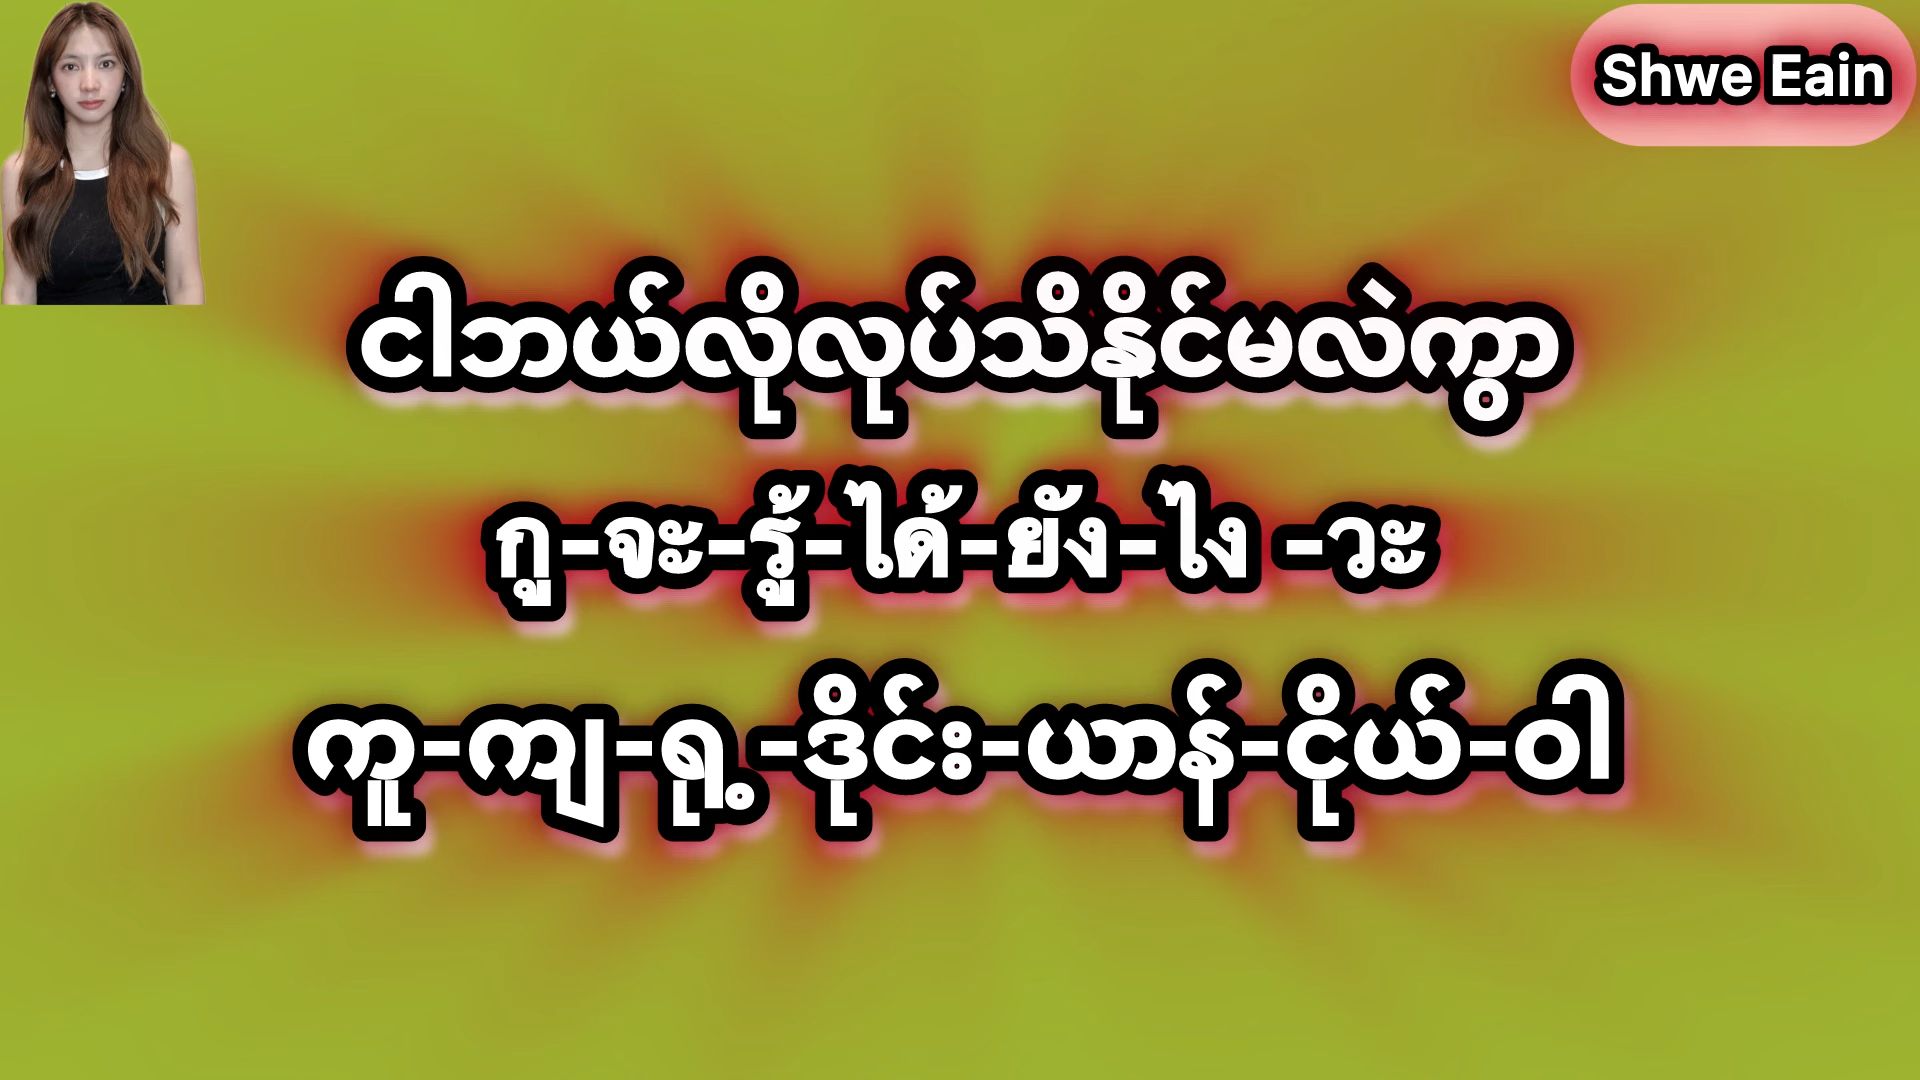 Shwe Eain
ငါဘယ်လိုလုပ်သိနိုင်မလဲကွာ
กู-จะ-รู้-ได้-ยัง-ไง -วะ
ကူ-ကျ-ရု့-ဒိုင်း-ယာန်-ငိုယ်-ဝါ